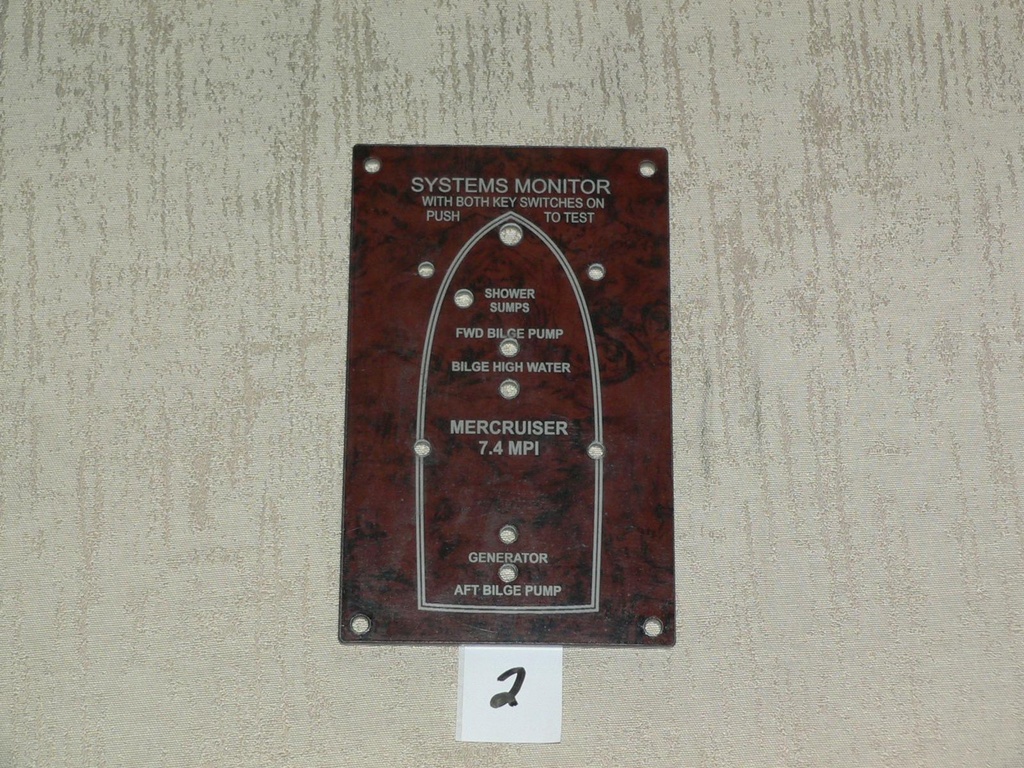 SYSTEMS MONITOR
WITH BOTH KEY SWITCHES ON
PUSH TO TEST
SHOWER
SUMPS
FWD BILGE PUMP
BILGE HIGH WATER
MERCRUISER
7.4 MPI
GENERATOR
AFT BILGE PUMP
2